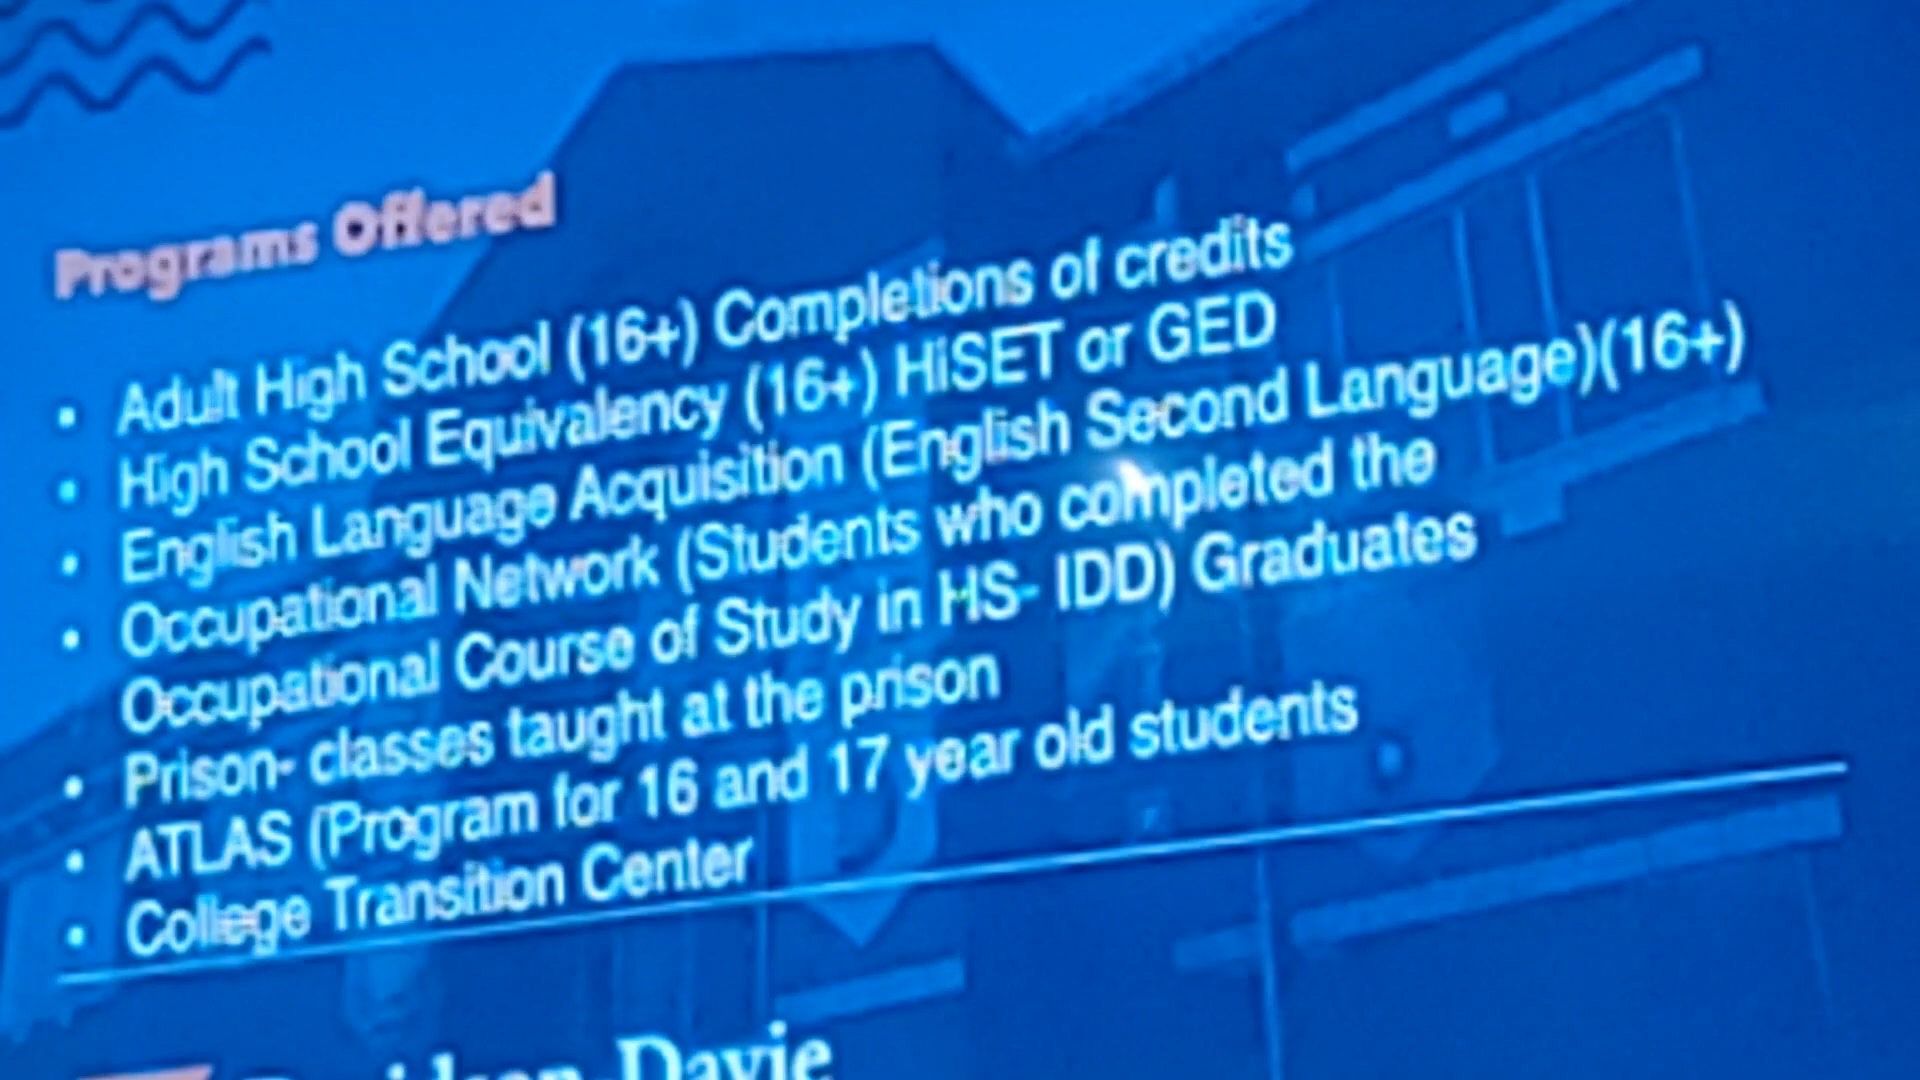 Programs Offered
• Adult High School (16+) Completions of credits
• High School Equivalency (16+) HiSET or GED
• English Language Acquisition (English Second Language)(16+)
• Occupational Network (Students who completed the
Occupational Course of Study in HS- IDD) Graduates
• Prison- classes taught at the prison
• ATLAS (Program for 16 and 17 year old students
• College Transition Center
Davie